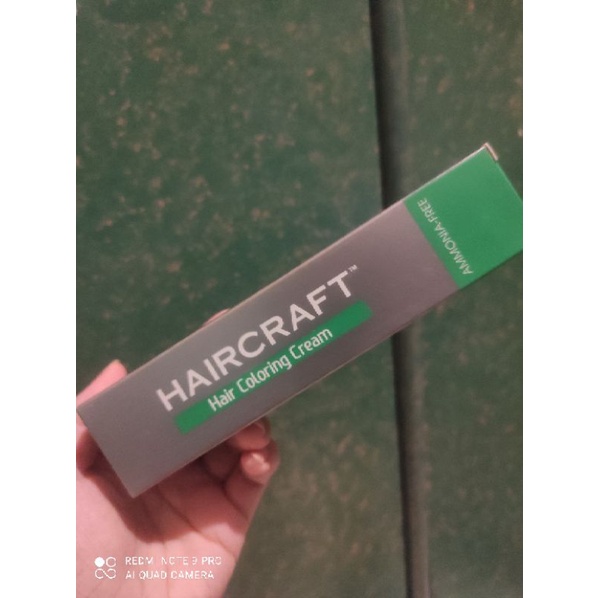 HAIRCRAFT™
Hair Coloring Cream
AMMONIA-FREE
REDMI NOTE 9 PRO
AI QUAD CAMERA